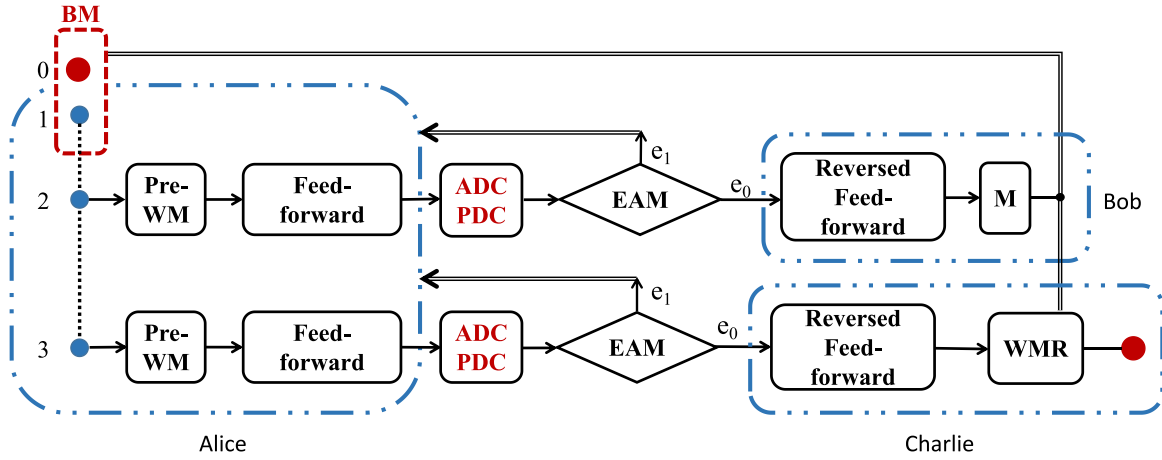 BM
0
1
2
Pre-
WM
Feed-
forward
ADC
PDC
EAM
e1
e0
Reversed
Feed-
forward
M
Bob
3
Pre-
WM
Feed-
forward
ADC
PDC
EAM
e1
e0
Reversed
Feed-
forward
WMR
Alice
Charlie